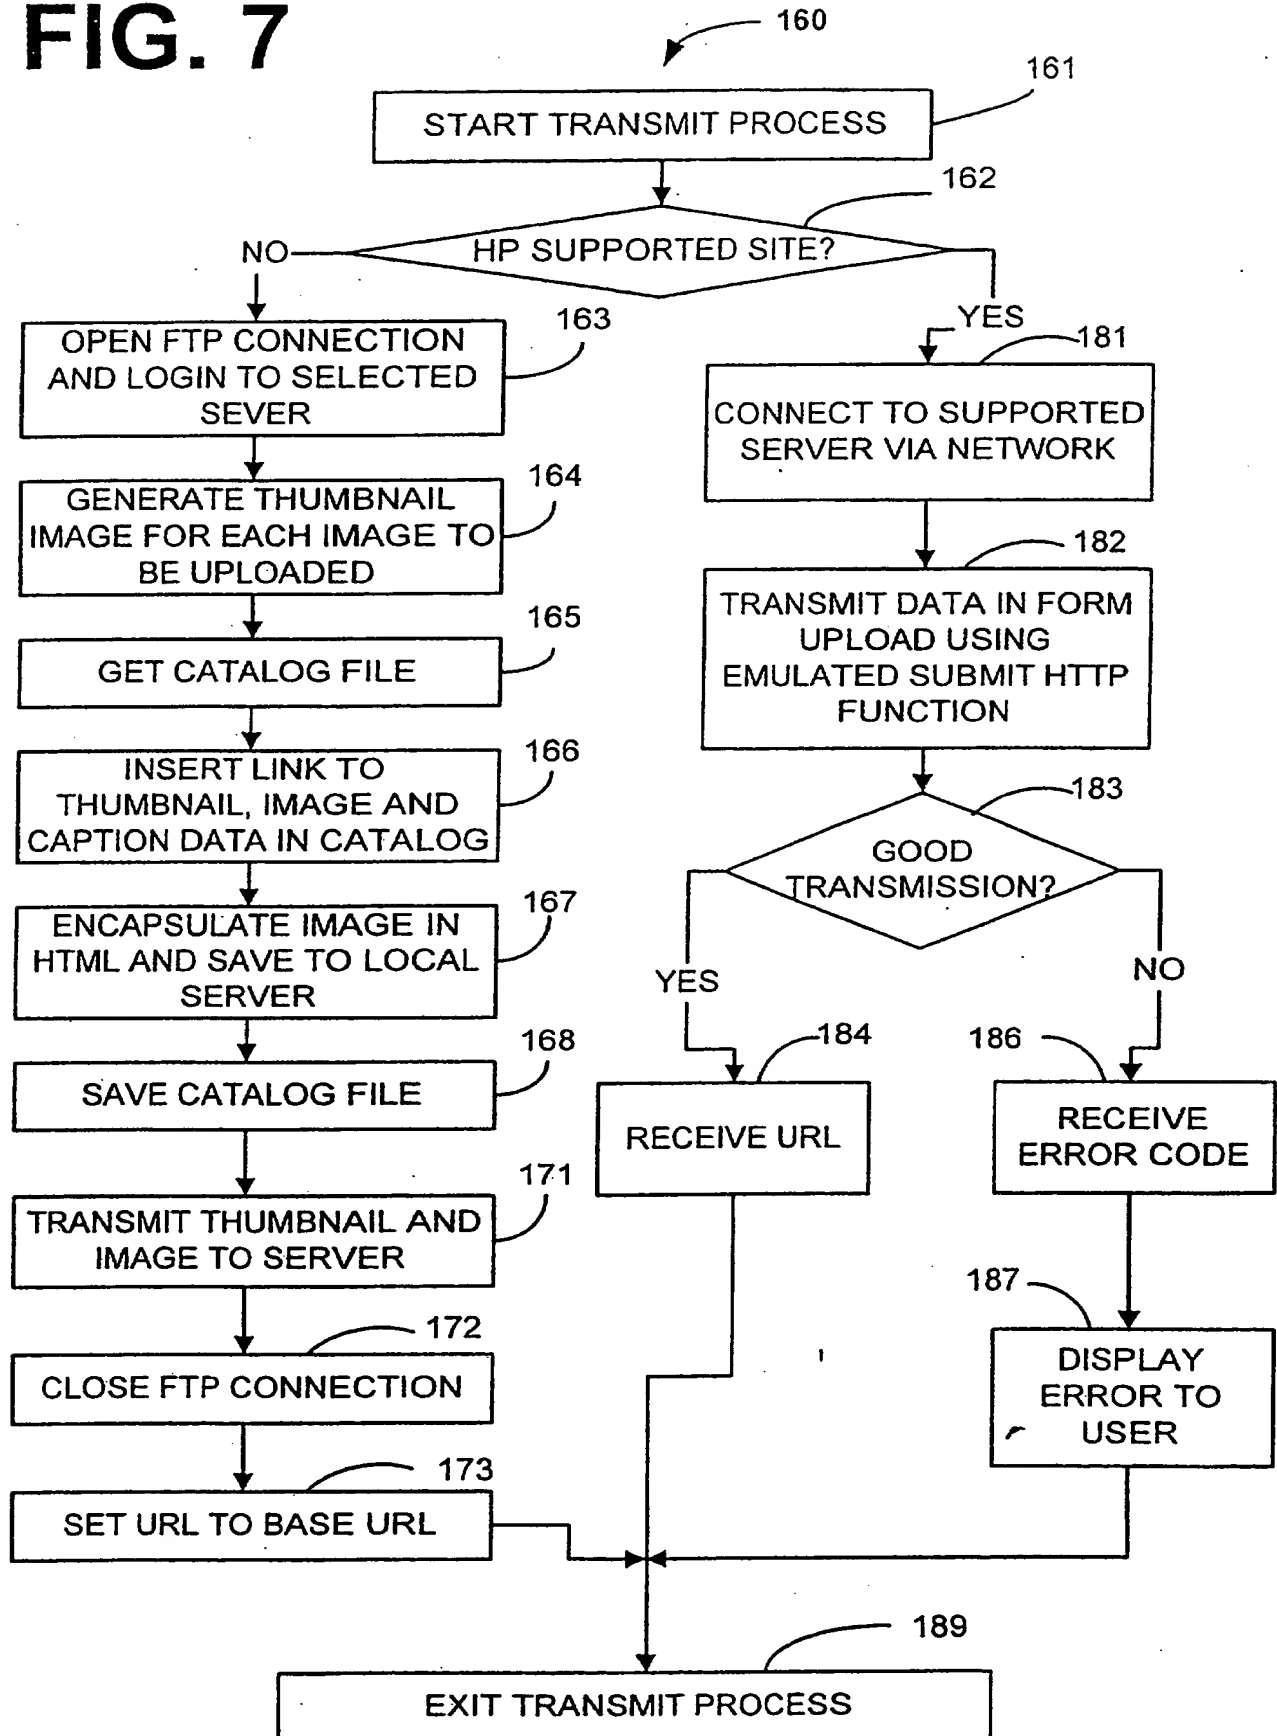 FIG. 7
160
161
START TRANSMIT PROCESS
162
HP SUPPORTED SITE?
NO
YES
163
OPEN FTP CONNECTION
AND LOGIN TO SELECTED
SEVER
164
GENERATE THUMBNAIL
IMAGE FOR EACH IMAGE TO
BE UPLOADED
165
GET CATALOG FILE
166
INSERT LINK TO
THUMBNAIL, IMAGE AND
CAPTION DATA IN CATALOG
167
ENCAPSULATE IMAGE IN
HTML AND SAVE TO LOCAL
SERVER
168
SAVE CATALOG FILE
171
TRANSMIT THUMBNAIL AND
IMAGE TO SERVER
172
CLOSE FTP CONNECTION
173
SET URL TO BASE URL
181
CONNECT TO SUPPORTED
SERVER VIA NETWORK
182
TRANSMIT DATA IN FORM
UPLOAD USING
EMULATED SUBMIT HTTP
FUNCTION
183
GOOD
TRANSMISSION?
YES
NO
184
RECEIVE URL
186
RECEIVE
ERROR CODE
187
DISPLAY
ERROR TO
USER
189
EXIT TRANSMIT PROCESS